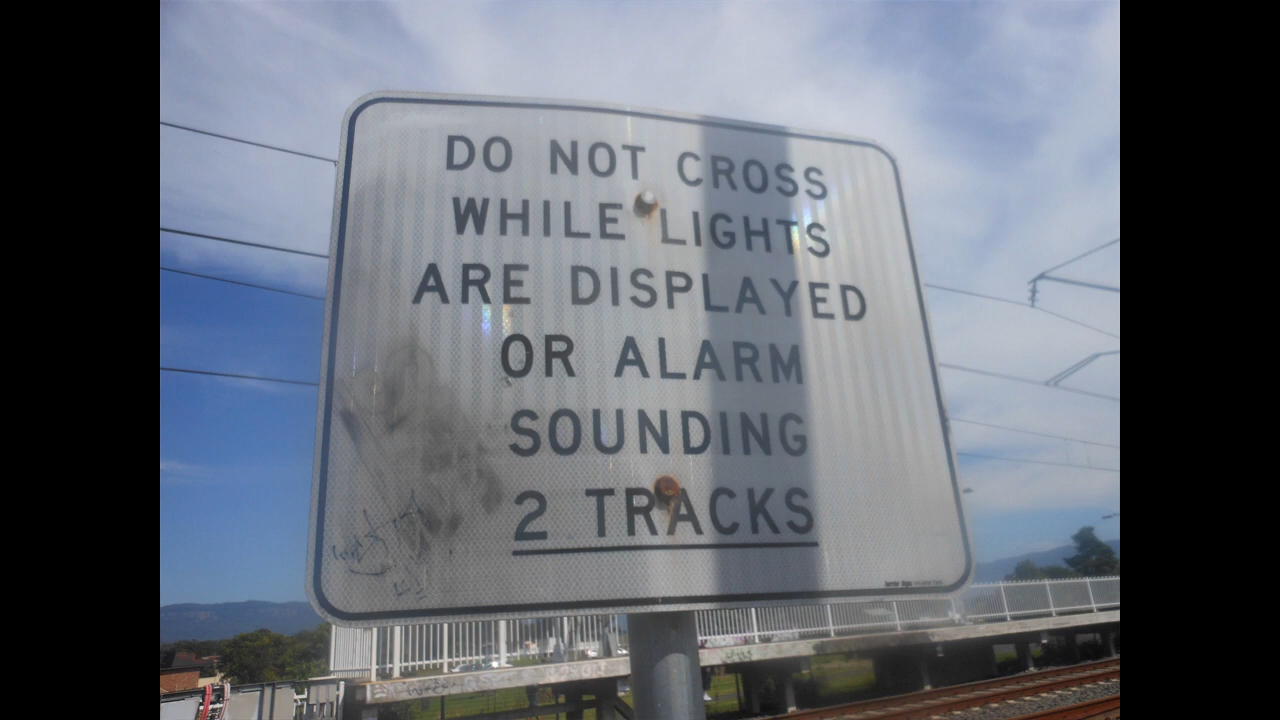 DO NOT CROSS
WHILE LIGHTS
ARE DISPLAYED
OR ALARM
SOUNDING
2 TRACKS